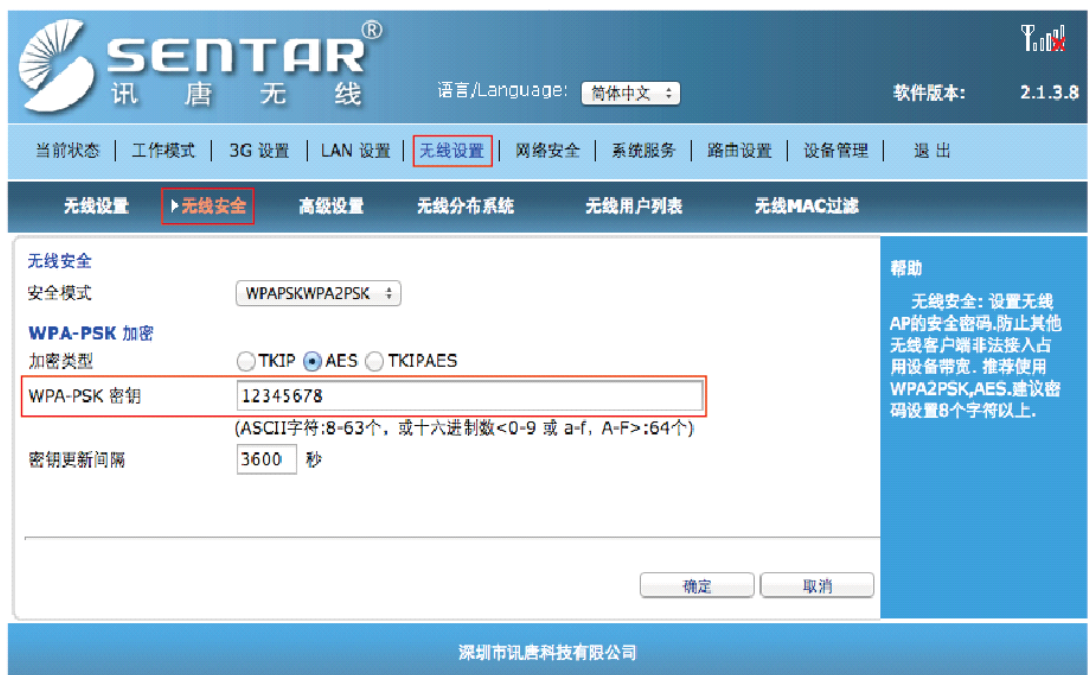 SENTAR®
讯唐无线
语言/Language: 简体中文
软件版本: 2.1.3.8
当前状态 | 工作模式 | 3G 设置 | LAN 设置 | 无线设置 | 网络安全 | 系统服务 | 路由设置 | 设备管理 | 退出
无线设置 无线安全 高级设置 无线分布系统 无线用户列表 无线MAC过滤
无线安全
安全模式 WPAPSKWPA2PSK
WPA-PSK 加密
加密类型 TKIP AES TKIPAES
WPA-PSK 密钥 12345678
(ASCII字符:8-63个，或十六进制数<0-9 或 a-f，A-F>:64个)
密钥更新间隔 3600 秒
确定 取消
帮助
无线安全: 设置无线
AP的安全密码.防止其他
无线客户端非法接入占
用设备带宽. 推荐使用
WPA2PSK,AES.建议密
码设置8个字符以上.
深圳市讯唐科技有限公司